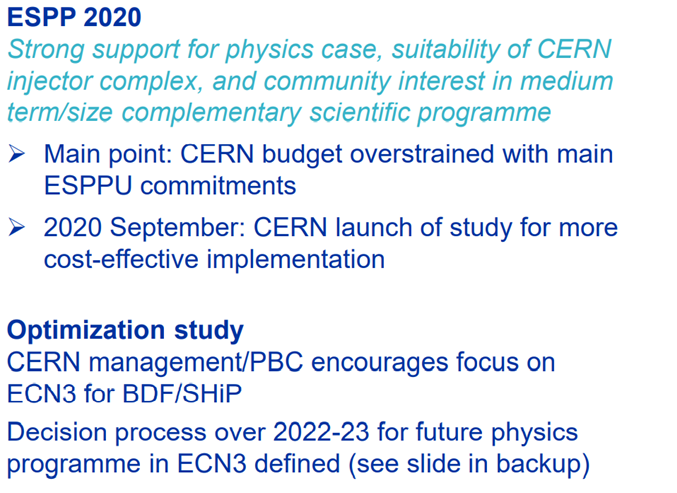 ESPP 2020
Strong support for physics case, suitability of CERN
injector complex, and community interest in medium
term/size complementary scientific programme
➢ Main point: CERN budget overstrained with main
ESPPU commitments
➢ 2020 September: CERN launch of study for more
cost-effective implementation
Optimization study
CERN management/PBC encourages focus on
ECN3 for BDF/SHiP
Decision process over 2022-23 for future physics
programme in ECN3 defined (see slide in backup)